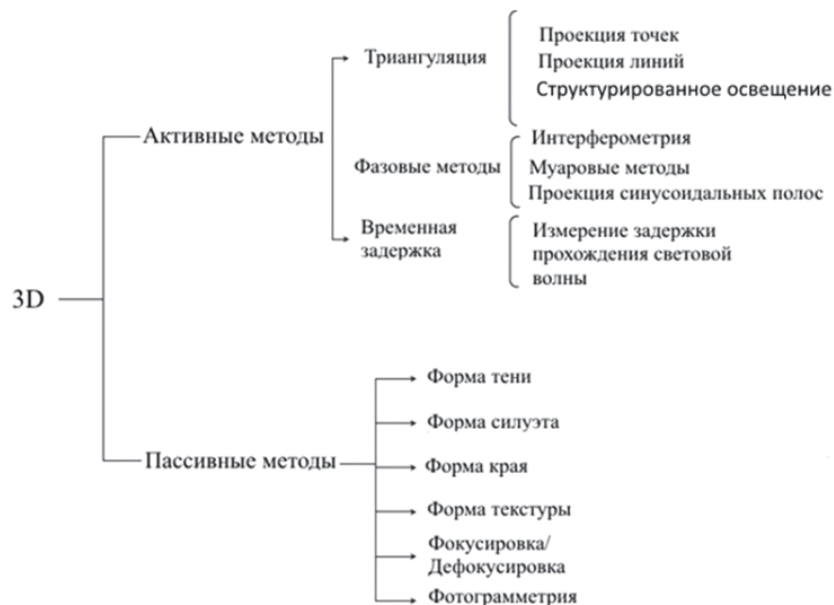 3D
Активные методы
Триангуляция
Проекция точек
Проекция линий
Структурированное освещение
Фазовые методы
Интерферометрия
Муаровые методы
Проекция синусоидальных полос
Временная
задержка
Измерение задержки
прохождения световой
волны
Пассивные методы
Форма тени
Форма силуэта
Форма края
Форма текстуры
Фокусировка/
Дефокусировка
Фотограмметрия